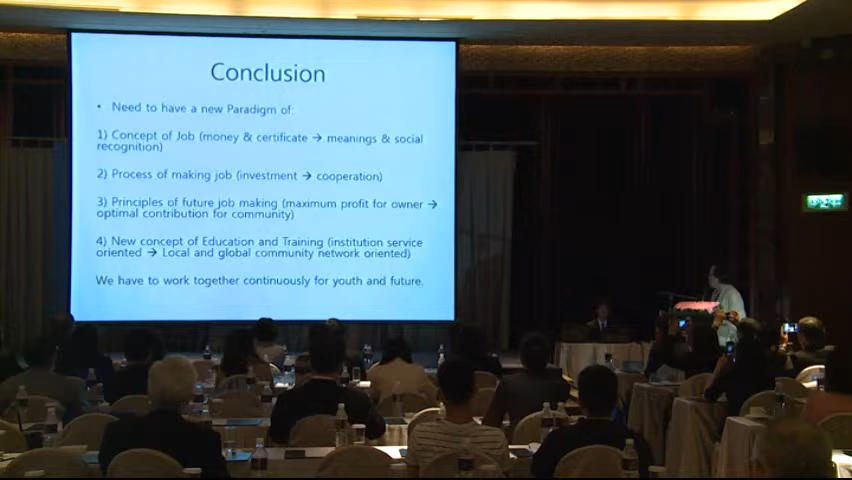 Conclusion
• Need to have a new Paradigm of:
1) Concept of Job (money & certificate → meanings & social
recognition)
2) Process of making job (investment → cooperation)
3) Principles of future job making (maximum profit for owner →
optimal contribution for community)
4) New concept of Education and Training (institution service
oriented → Local and global community network oriented)
We have to work together continuously for youth and future.